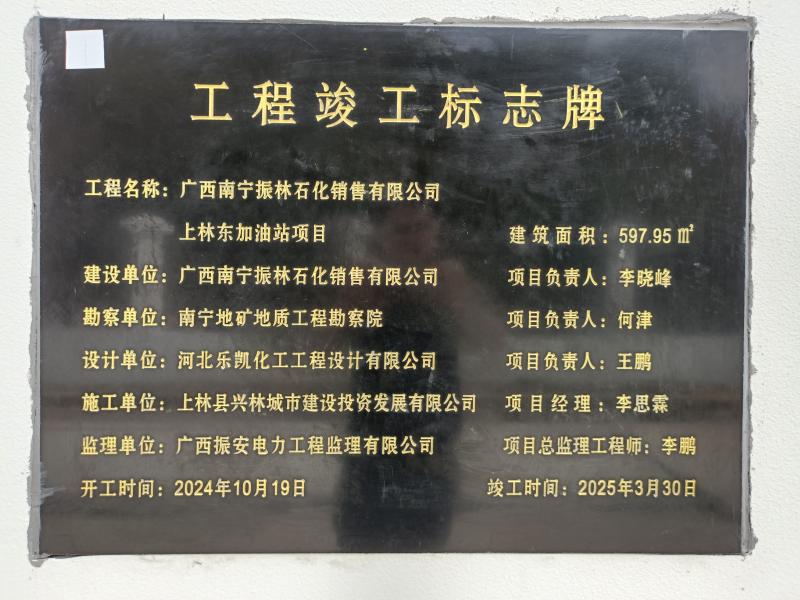 工程竣工标志牌
工程名称：广西南宁振林石化销售有限公司
上林东加油站项目 建筑面积：597.95㎡
建设单位：广西南宁振林石化销售有限公司 项目负责人：李晓峰
勘察单位：南宁地矿地质工程勘察院 项目负责人：何津
设计单位：河北乐凯化工工程设计有限公司 项目负责人：王鹏
施工单位：上林县兴林城市建设投资发展有限公司 项目经理：李思霖
监理单位：广西振安电力工程监理有限公司 项目总监理工程师：李鹏
开工时间：2024年10月19日 竣工时间：2025年3月30日